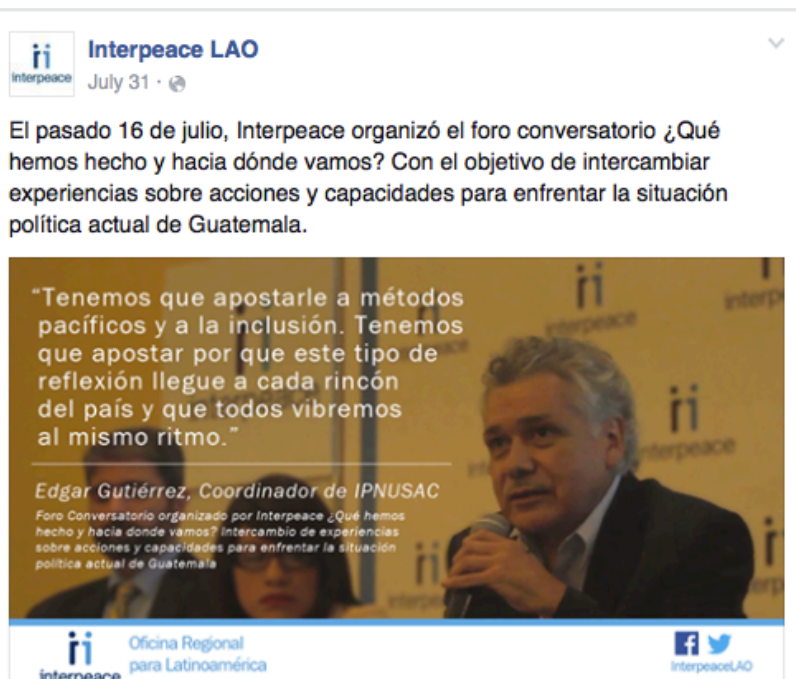 Interpeace LAO
interpeace
July 31 ·
El pasado 16 de julio, Interpeace organizó el foro conversatorio ¿Qué
hemos hecho y hacia dónde vamos? Con el objetivo de intercambiar
experiencias sobre acciones y capacidades para enfrentar la situación
política actual de Guatemala.
“Tenemos que apostarle a métodos
pacíficos y a la inclusión. Tenemos
que apostar por que este tipo de
reflexión llegue a cada rincón
del país y que todos vibremos
al mismo ritmo.”
Edgar Gutiérrez, Coordinador de IPNUSAC
Foro Conversatorio organizado por Interpeace ¿Qué hemos
hecho y hacia donde vamos? Intercambio de experiencias
sobre acciones y capacidades para enfrentar la situación
política actual de Guatemala
interpeace
interpeace
Oficina Regional
para Latinoamérica
interpeace
InterpeaceLAO